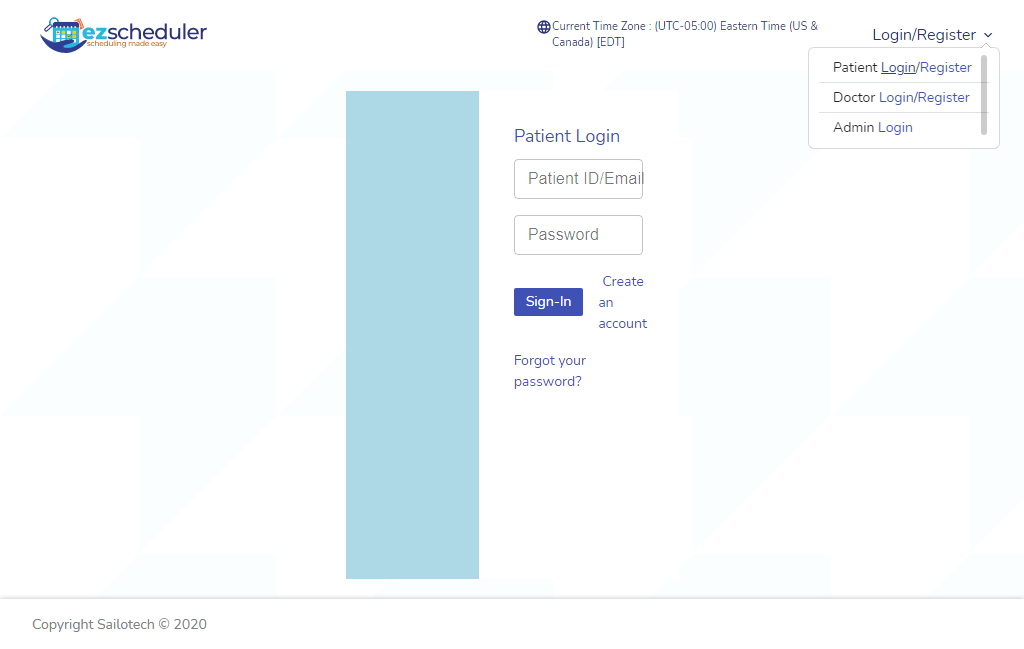 ezscheduler
scheduling made easy
Current Time Zone : (UTC-05:00) Eastern Time (US &
Canada) [EDT]
Login/Register
Patient Login/Register
Doctor Login/Register
Admin Login
Patient Login
Patient ID/Email
Password
Sign-In
Create
an
account
Forgot your
password?
Copyright Sailotech © 2020